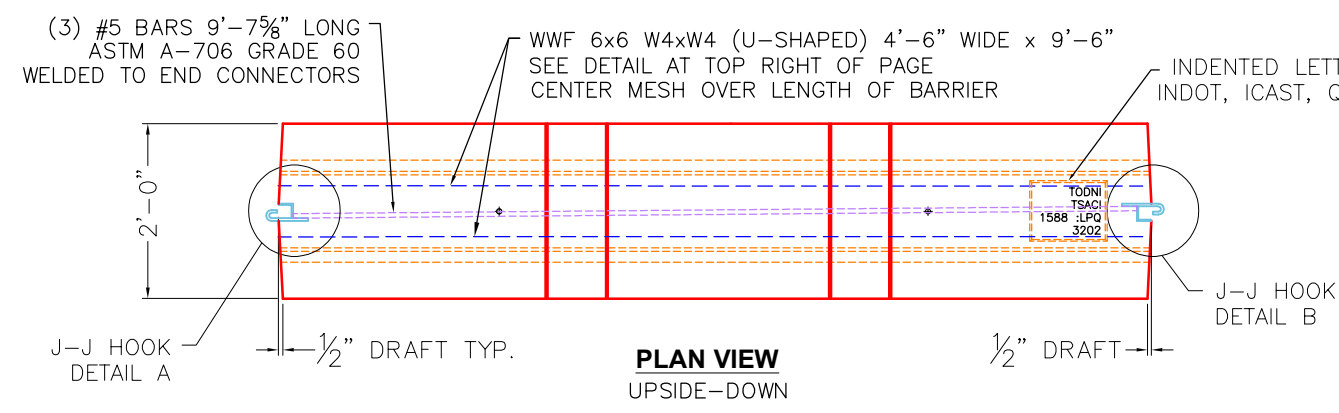 (3) #5 BARS 9'-7⅝" LONG
ASTM A-706 GRADE 60
WELDED TO END CONNECTORS
WWF 6x6 W4xW4 (U-SHAPED) 4'-6" WIDE x 9'-6"
SEE DETAIL AT TOP RIGHT OF PAGE
CENTER MESH OVER LENGTH OF BARRIER
INDENTED
INDOT, ICAST,
2'-0"
TODNI
TSACI
1588 :LPQ
3202
J-J HOOK
DETAIL A
½" DRAFT TYP.
PLAN VIEW
UPSIDE-DOWN
½" DRAFT
J-J HOOK
DETAIL B